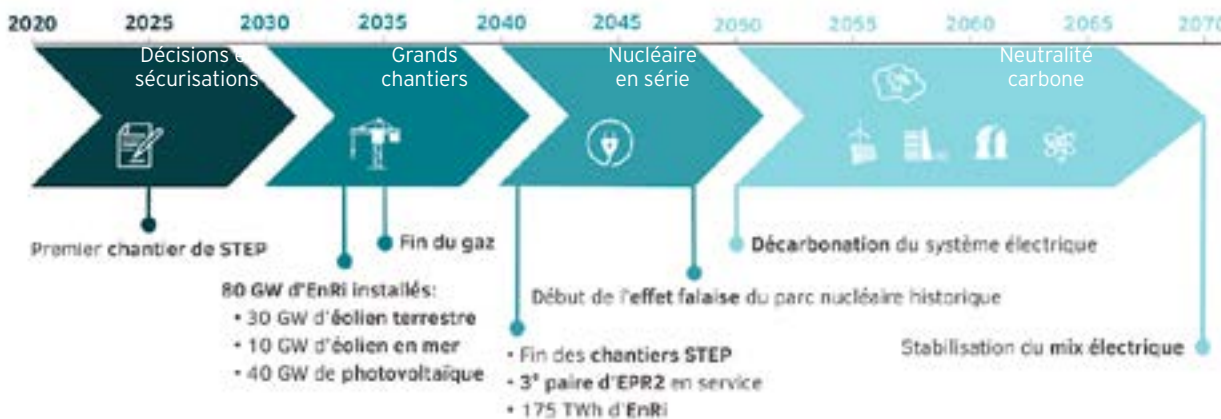 2020 2025 2030 2035 2040 2045 2050 2055 2060 2065 2070
Décisions e
sécurisations
Grands
chantiers
Nucléaire
en série
Neutralité
carbone
Premier chantier de STEP
Fin du gaz
80 GW d'EnRi installés:
• 30 GW d'éolien terrestre
• 10 GW d'éolien en mer
• 40 GW de photovoltaïque
Début de l'effet falaise du parc nucléaire historique
• Fin des chantiers STEP
• 3ᵉ paire d'EPR2 en service
• 175 TWh d'EnRi
Décarbonation du système électrique
Stabilisation du mix électrique